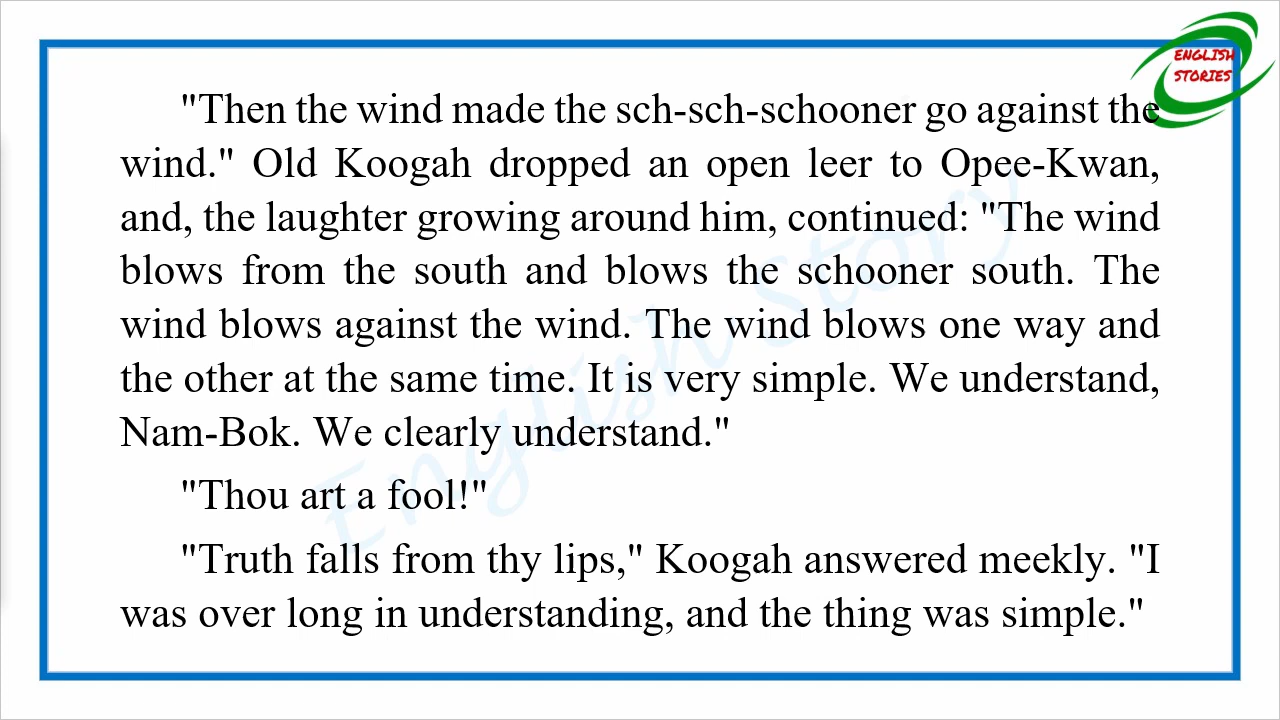 ENGLISH
STORIES
"Then the wind made the sch-sch-schooner go against the
wind." Old Koogah dropped an open leer to Opee-Kwan,
and, the laughter growing around him, continued: "The wind
blows from the south and blows the schooner south. The
wind blows against the wind. The wind blows one way and
the other at the same time. It is very simple. We understand,
Nam-Bok. We clearly understand."
"Thou art a fool!"
"Truth falls from thy lips," Koogah answered meekly. "I
was over long in understanding, and the thing was simple."
English Story